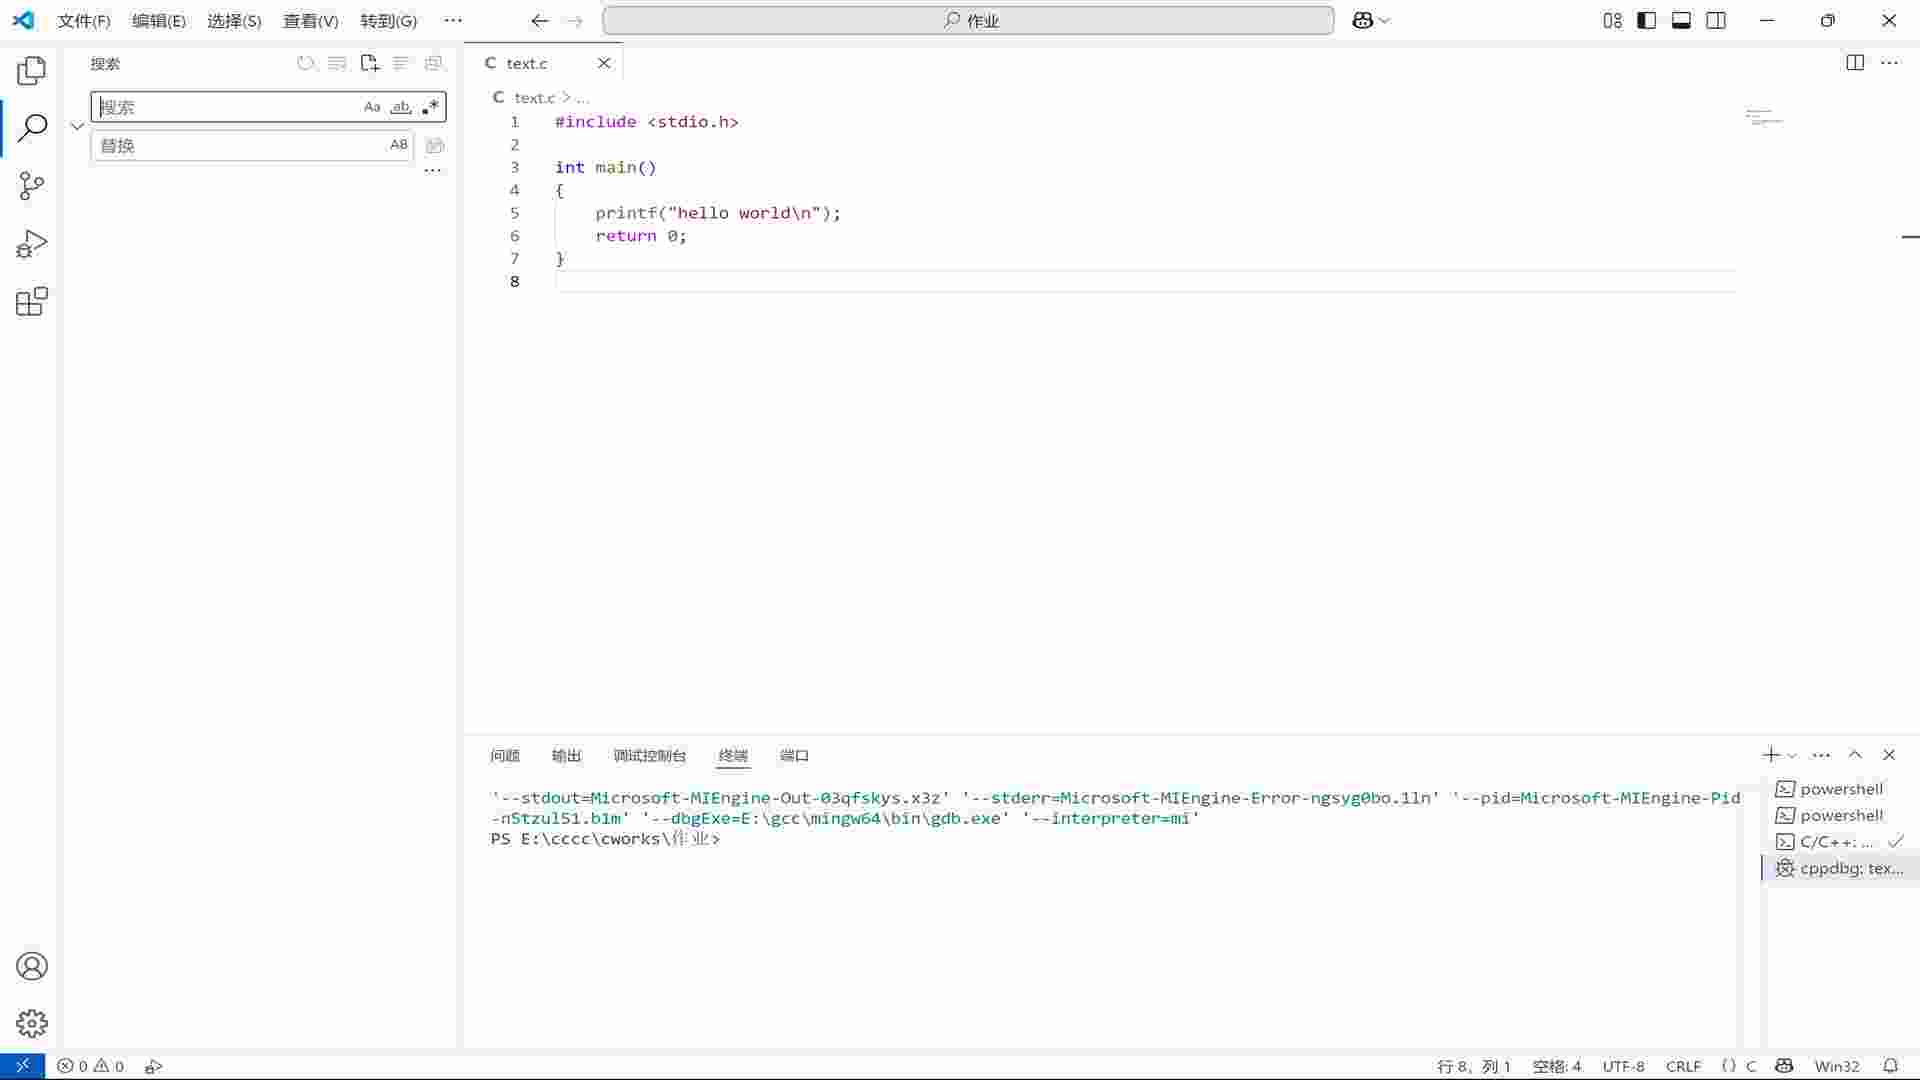 文件(F) 编辑(E) 选择(S) 查看(V) 转到(G) ··· 作业
搜索
text.c
搜索 Aa ab
替换 AB
text.c > ...
1 #include <stdio.h>
2
3 int main()
4 {
5 printf("hello world\n");
6 return 0;
7 }
8
问题 输出 调试控制台 终端 端口
'--stdout=Microsoft-MIEngine-Out-03qfskys.x3z' '--stderr=Microsoft-MIEngine-Error-ngsyg0bo.1ln' '--pid=Microsoft-MIEngine-Pid
-n5tzul51.b1m' '--dbgExe=E:\gcc\mingw64\bin\gdb.exe' '--interpreter=mi'
PS E:\cccc\cworks\作业>
powershell
powershell
C/C++: ...
cppdbg: tex...
0 0 行 8，列 1 空格: 4 UTF-8 CRLF {} C Win32